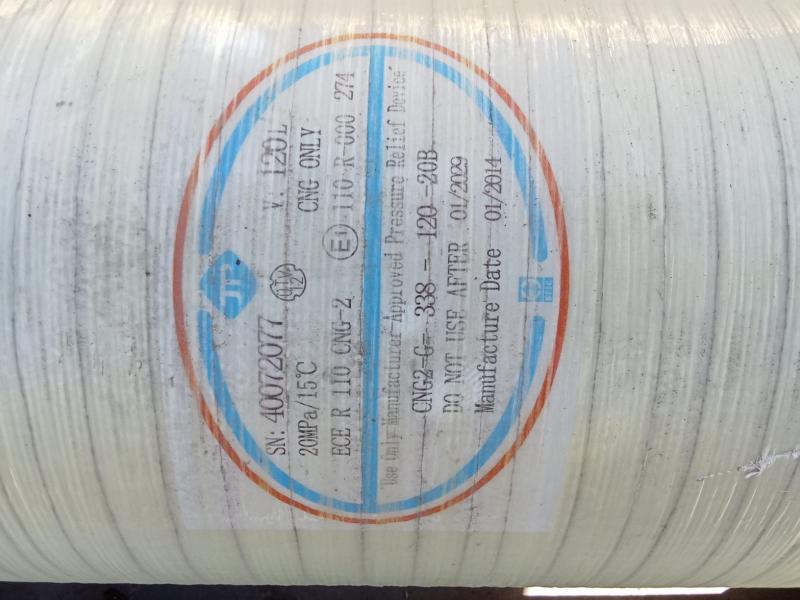 SN: 40072077 V: 120L
20MPa/15℃ CNG ONLY
ECE R 110 CNG-2 E1 110 R-000 274
"Use Only Manufacturer-Approved Pressure Relief Device"
CNG2-G- 338 - 120 -20B
DO NOT USE AFTER 01/2029
Manufacture Date 01/2014